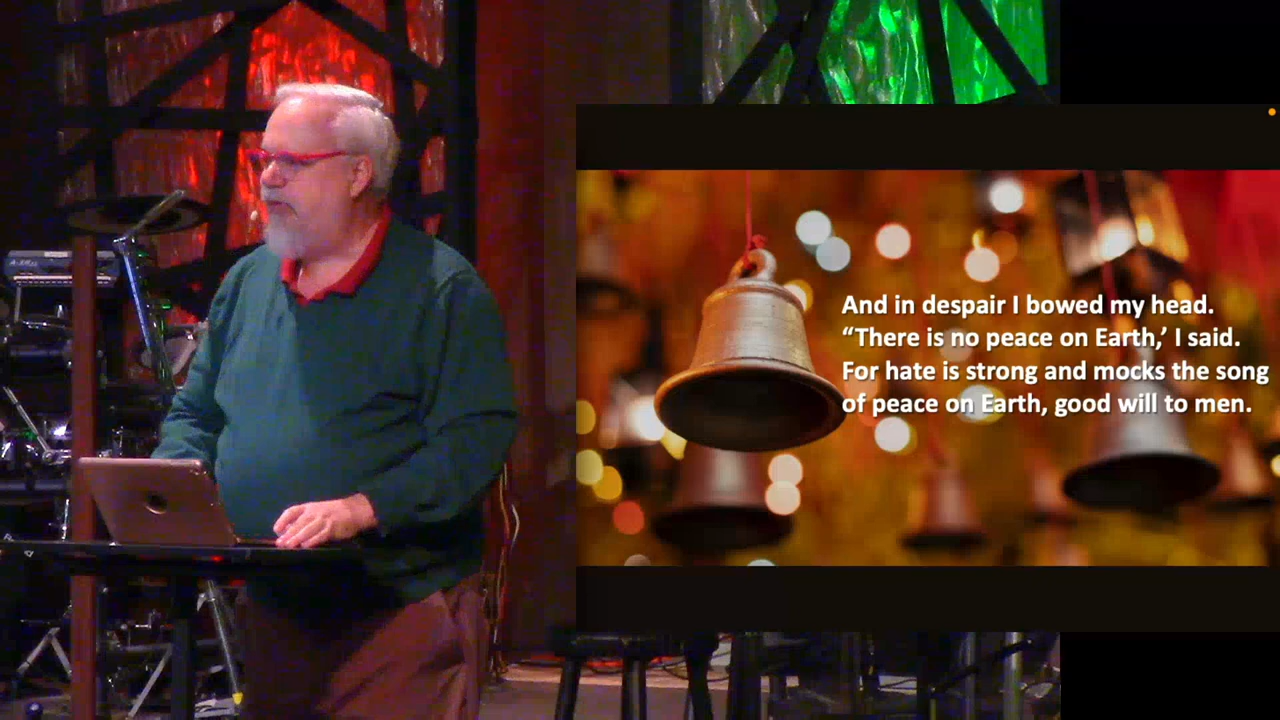 And in despair I bowed my head.
“There is no peace on Earth,’ I said.
For hate is strong and mocks the song
of peace on Earth, good will to men.